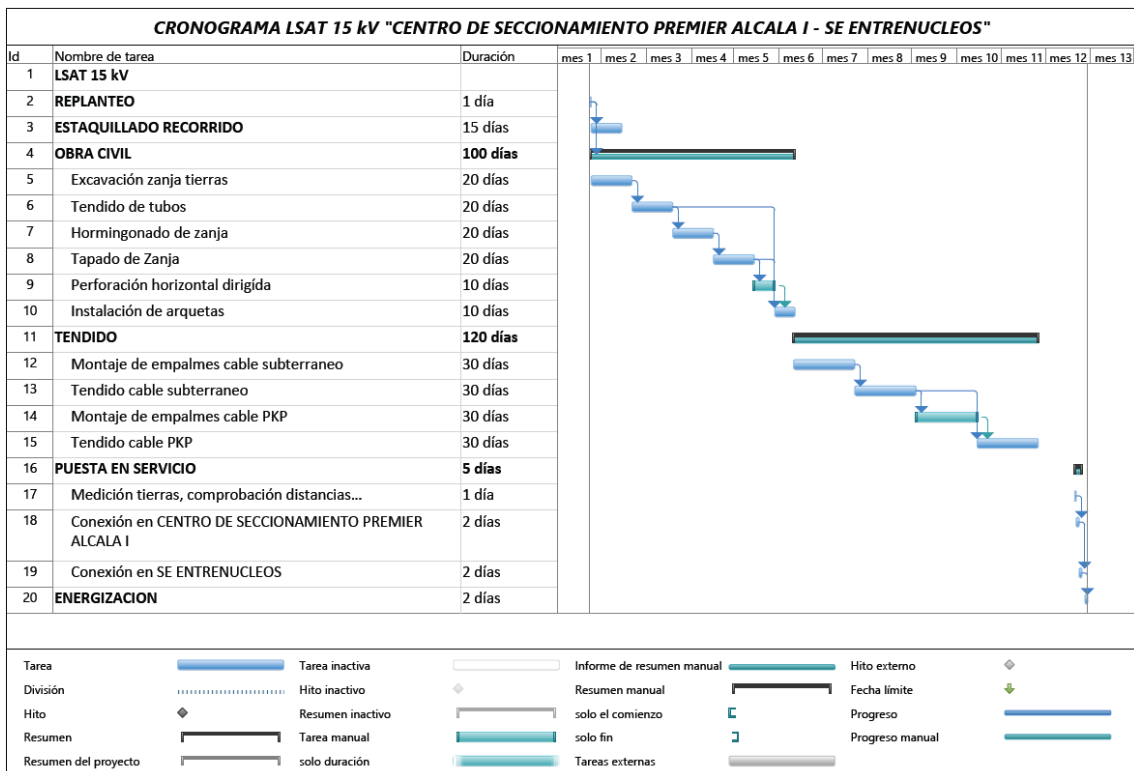 CRONOGRAMA LSAT 15 kV "CENTRO DE SECCIONAMIENTO PREMIER ALCALA I - SE ENTRENUCLEOS"
Id Nombre de tarea Duración mes 1 mes 2 mes 3 mes 4 mes 5 mes 6 mes 7 mes 8 mes 9 mes 10 mes 11 mes 12 mes 13
1 LSAT 15 kV
2 REPLANTEO 1 día
3 ESTAQUILLADO RECORRIDO 15 días
4 OBRA CIVIL 100 días
5 Excavación zanja tierras 20 días
6 Tendido de tubos 20 días
7 Hormingonado de zanja 20 días
8 Tapado de Zanja 20 días
9 Perforación horizontal dirigída 10 días
10 Instalación de arquetas 10 días
11 TENDIDO 120 días
12 Montaje de empalmes cable subterraneo 30 días
13 Tendido cable subterraneo 30 días
14 Montaje de empalmes cable PKP 30 días
15 Tendido cable PKP 30 días
16 PUESTA EN SERVICIO 5 días
17 Medición tierras, comprobación distancias... 1 día
18 Conexión en CENTRO DE SECCIONAMIENTO PREMIER 2 días
ALCALA I
19 Conexión en SE ENTRENUCLEOS 2 días
20 ENERGIZACION 2 días
Tarea Tarea inactiva Informe de resumen manual Hito externo
División Hito inactivo Resumen manual Fecha límite
Hito Resumen inactivo solo el comienzo Progreso
Resumen Tarea manual solo fin Progreso manual
Resumen del proyecto solo duración Tareas externas